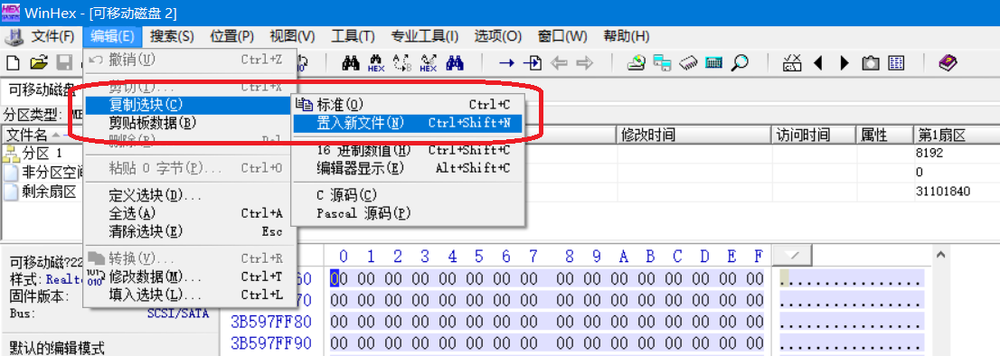 WinHex - [可移动磁盘 2]
文件(F) 编辑(E) 搜索(S) 位置(P) 视图(V) 工具(T) 专业工具(I) 选项(O) 窗口(W) 帮助(H)
撤销(U) Ctrl+Z
剪切(T)... Ctrl+X
可移动磁盘
复制选块(C)
标准(O) Ctrl+C
分区类型:
剪贴板数据(B)
置入新文件(N) Ctrl+Shift+N
文件名 修改时间 访问时间 属性 第1扇区
删除(R) Del
16 进制数值(H) Ctrl+Shift+C
分区 1 8192
粘贴 0 字节(P)... Ctrl+O
编辑器显示(E) Alt+Shift+C
非分区空间 0
剩余扇区 31101840
定义选块(D)...
C 源码(C)
全选(A) Ctrl+A
Pascal 源码(P)
清除选块(E) Esc
转换(V)... Ctrl+R
修改数据(M)... Ctrl+T
填入选块(L)... Ctrl+L
可移动磁?22
样式: Realt
固件版本:
Bus: SCSI/SATA
默认的编辑模式
0 1 2 3 4 5 6 7 8 9 A B C D E F
60 00 00 00 00 00 00 00 00 00 00 00 00 00 00 00 00 ................
70 00 00 00 00 00 00 00 00 00 00 00 00 00 00 00 00 ................
3B597FF80 00 00 00 00 00 00 00 00 00 00 00 00 00 00 00 00 ................
3B597FF90 00 00 00 00 00 00 00 00 00 00 00 00 00 00 00 00 ................